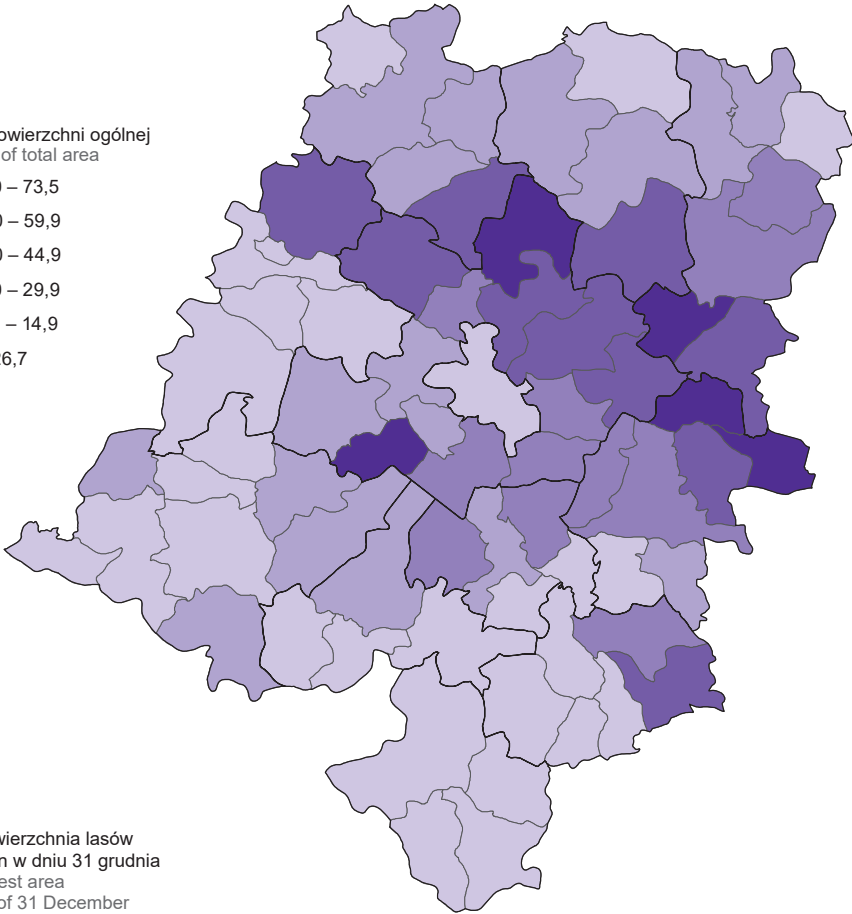 owierzchni ogólnej
of total area
– 73,5
– 59,9
– 44,9
– 29,9
– 14,9
6,7
wierzchnia lasów
n w dniu 31 grudnia
est area
of 31 December